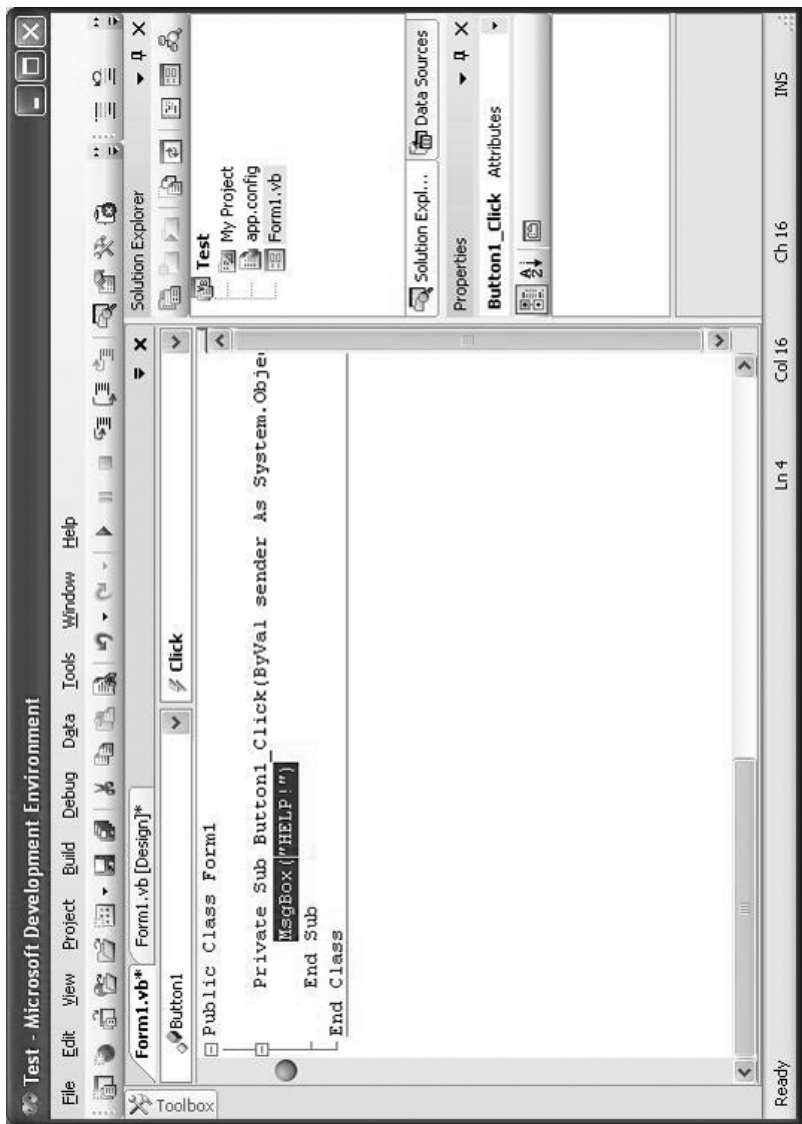 Test - Microsoft Development Environment
File Edit View Project Build Debug Data Tools Window Help
Toolbox
Form1.vb* Form1.vb [Design]*
Button1 Click
Public Class Form1
Private Sub Button1_Click(ByVal sender As System.Obje
MsgBox("HELP!")
End Sub
End Class
Solution Explorer
Test
My Project
app.config
Form1.vb
Solution Expl... Data Sources
Properties
Button1_Click Attributes
Ready Ln 4 Col 16 Ch 16 INS